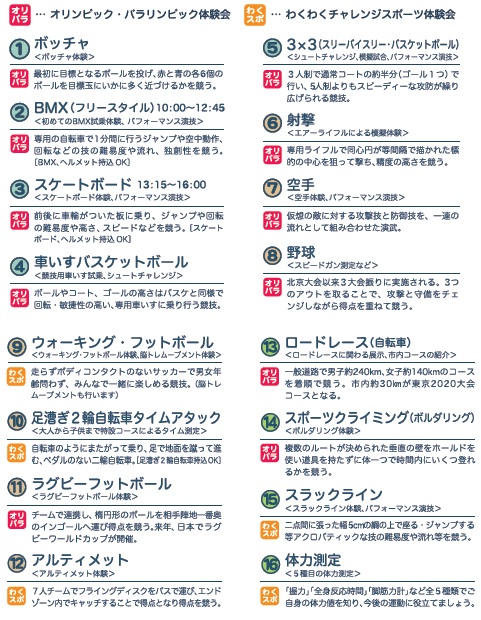 オリパラ … オリンピック・パラリンピック体験会
わくスポ … わくわくチャレンジスポーツ体験会
① ボッチャ
＜ボッチャ体験＞
オリパラ 最初に目標となるボールを投げ、赤と青の各6個の
ボールを目標玉にいかに多く近づけるかを競う。
② BMX（フリースタイル）10:00〜12:45
＜初めてのBMX試乗体験、パフォーマンス演技＞
オリパラ 専用の自転車で1分間に行うジャンプや空中動作、
回転などの技の難易度や流れ、独創性を競う。
［BMX、ヘルメット持込OK］
③ スケートボード 13:15〜16:00
＜スケートボード体験、パフォーマンス演技＞
オリパラ 前後に車輪がついた板に乗り、ジャンプや回転
の難易度や高さ、スピードなどを競う。［スケート
ボード、ヘルメット持込OK］
④ 車いすバスケットボール
＜競技用車いす試乗、シュートチャレンジ＞
オリパラ ボールやコート、ゴールの高さはバスケと同様で
回転・敏捷性の高い、専用車いすに乗り行う競技。
⑤ 3×3（スリーバイスリー・バスケットボール）
＜シュートチャレンジ、模擬試合、パフォーマンス演技＞
オリパラ 3人制で通常コートの約半分（ゴール1つ）で
行い、5人制よりもスピーディーな攻防が繰り
広げられる競技。
⑥ 射撃
＜エアーライフルによる模擬体験＞
オリパラ 専用ライフルで同心円が等間隔で描かれた標
的の中心を狙って撃ち、精度の高さを競う。
⑦ 空手
＜空手体験、パフォーマンス演技＞
オリパラ 仮想の敵に対する攻撃技と防御技を、一連の
流れとして組み合わせた演武。
⑧ 野球
＜スピードガン測定など＞
オリパラ 北京大会以来3大会振りに実施される。3つ
のアウトを取ることで、攻撃と守備をチェ
ンジしながら得点を重ねて競う。
⑨ ウォーキング・フットボール
＜ウォーキング・フットボール体験、脳トレムーブメント体験＞
わくスポ 走らずボディコンタクトのないサッカーで男女年
齢問わず、みんなで一緒に楽しめる競技。（脳トレ
ムーブメントも行います）
⑩ 足漕ぎ2輪自転車タイムアタック
＜大人から子供まで特設コースによるタイム測定＞
わくスポ 自転車のようにまたがって乗り、足で地面を蹴って進
む、ペダルのない二輪自転車。［足漕ぎ2輪自転車持込OK］
⑪ ラグビーフットボール
＜ラグビーフットボール体験＞
オリパラ チームで連携し、楕円形のボールを相手陣地一番奥
のインゴールへ運び得点を競う。来年、日本でラグ
ビーワールドカップが開催。
⑫ アルティメット
＜アルティメット体験＞
わくスポ 7人チームでフライングディスクをパスで運び、エンド
ゾーン内でキャッチすることで得点となり得点を競う。
⑬ ロードレース（自転車）
＜ロードレースに関わる展示、市内コースの紹介＞
オリパラ 一般道路で男子約240km、女子約140kmのコース
を着順で競う。市内約30kmが東京2020大会
コースとなる。
⑭ スポーツクライミング（ボルダリング）
＜ボルダリング体験＞
オリパラ 複数のルートが決められた垂直の壁をホールドを
使い道具を持たずに体一つで時間内にいくつ登れ
るかを競う。
⑮ スラックライン
＜スラックライン体験、パフォーマンス演技＞
わくスポ 二点間に張った幅5cmの綱の上で座る・ジャンプする
等アクロバティックな技の難易度や流れ等を競う。
⑯ 体力測定
＜5種目の体力測定＞
わくスポ 「握力」「全身反応時間」「脚筋力計」など全5種類でご
自身の体力値を知り、今後の運動に役立てましょう。